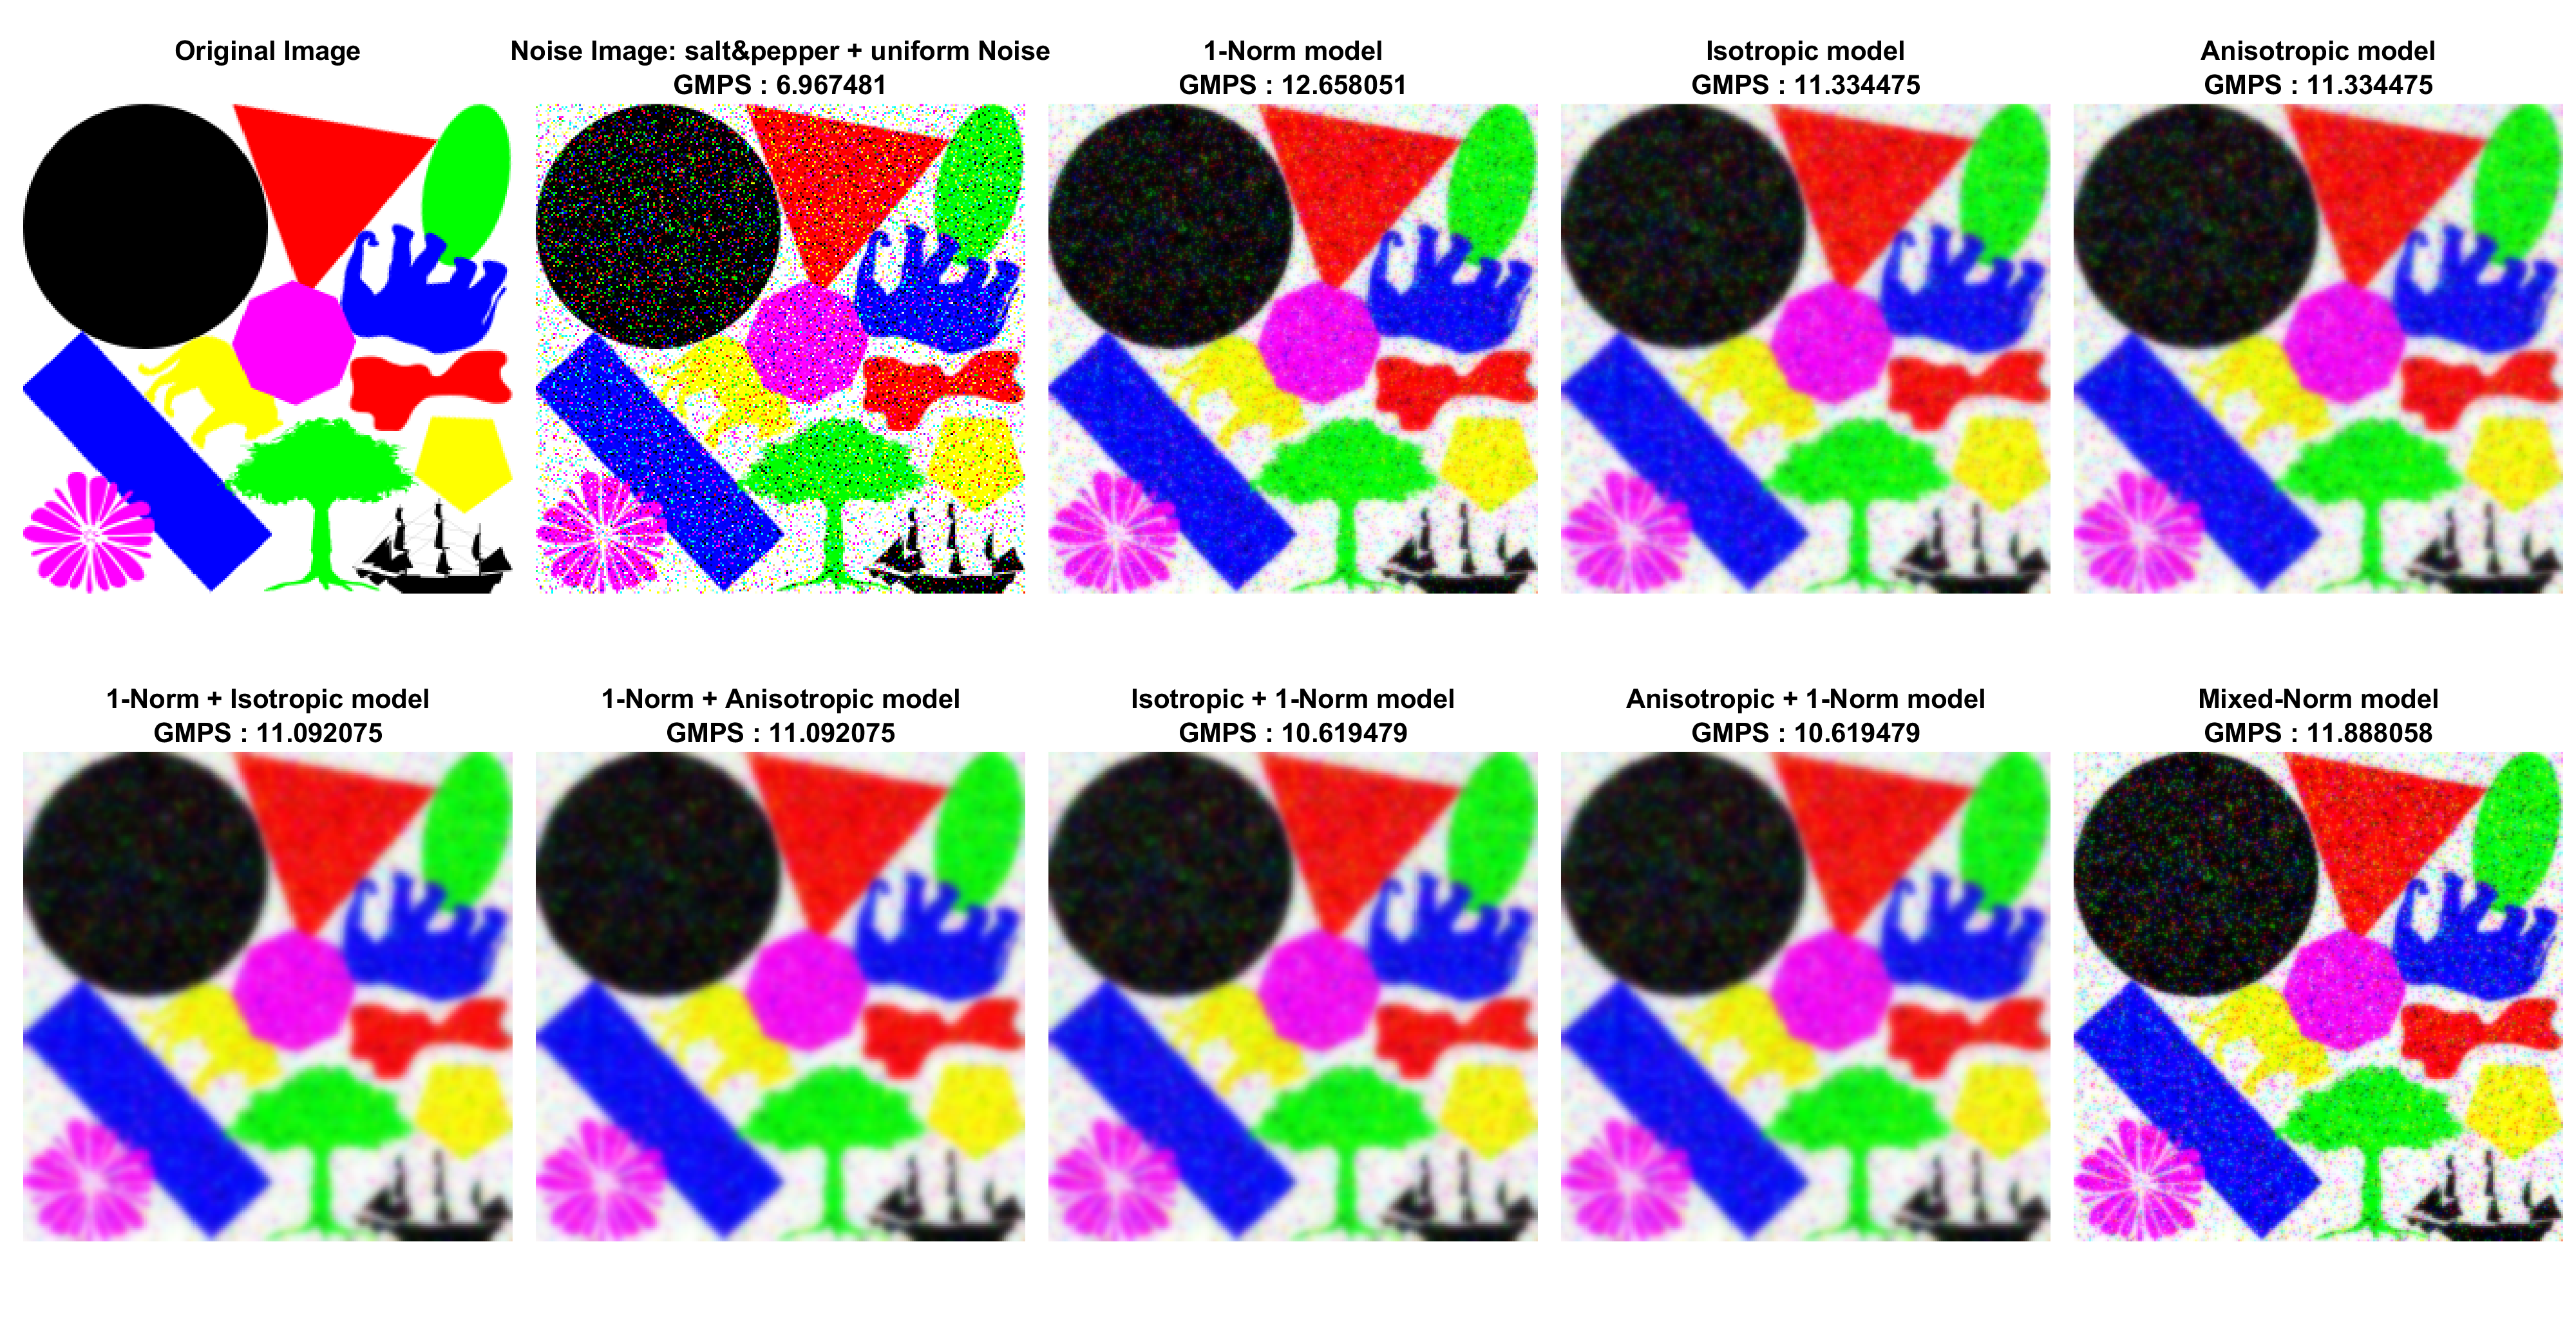 Original Image
Noise Image: salt&pepper + uniform Noise
GMPS : 6.967481
1-Norm model
GMPS : 12.658051
Isotropic model
GMPS : 11.334475
Anisotropic model
GMPS : 11.334475
1-Norm + Isotropic model
GMPS : 11.092075
1-Norm + Anisotropic model
GMPS : 11.092075
Isotropic + 1-Norm model
GMPS : 10.619479
Anisotropic + 1-Norm model
GMPS : 10.619479
Mixed-Norm model
GMPS : 11.888058